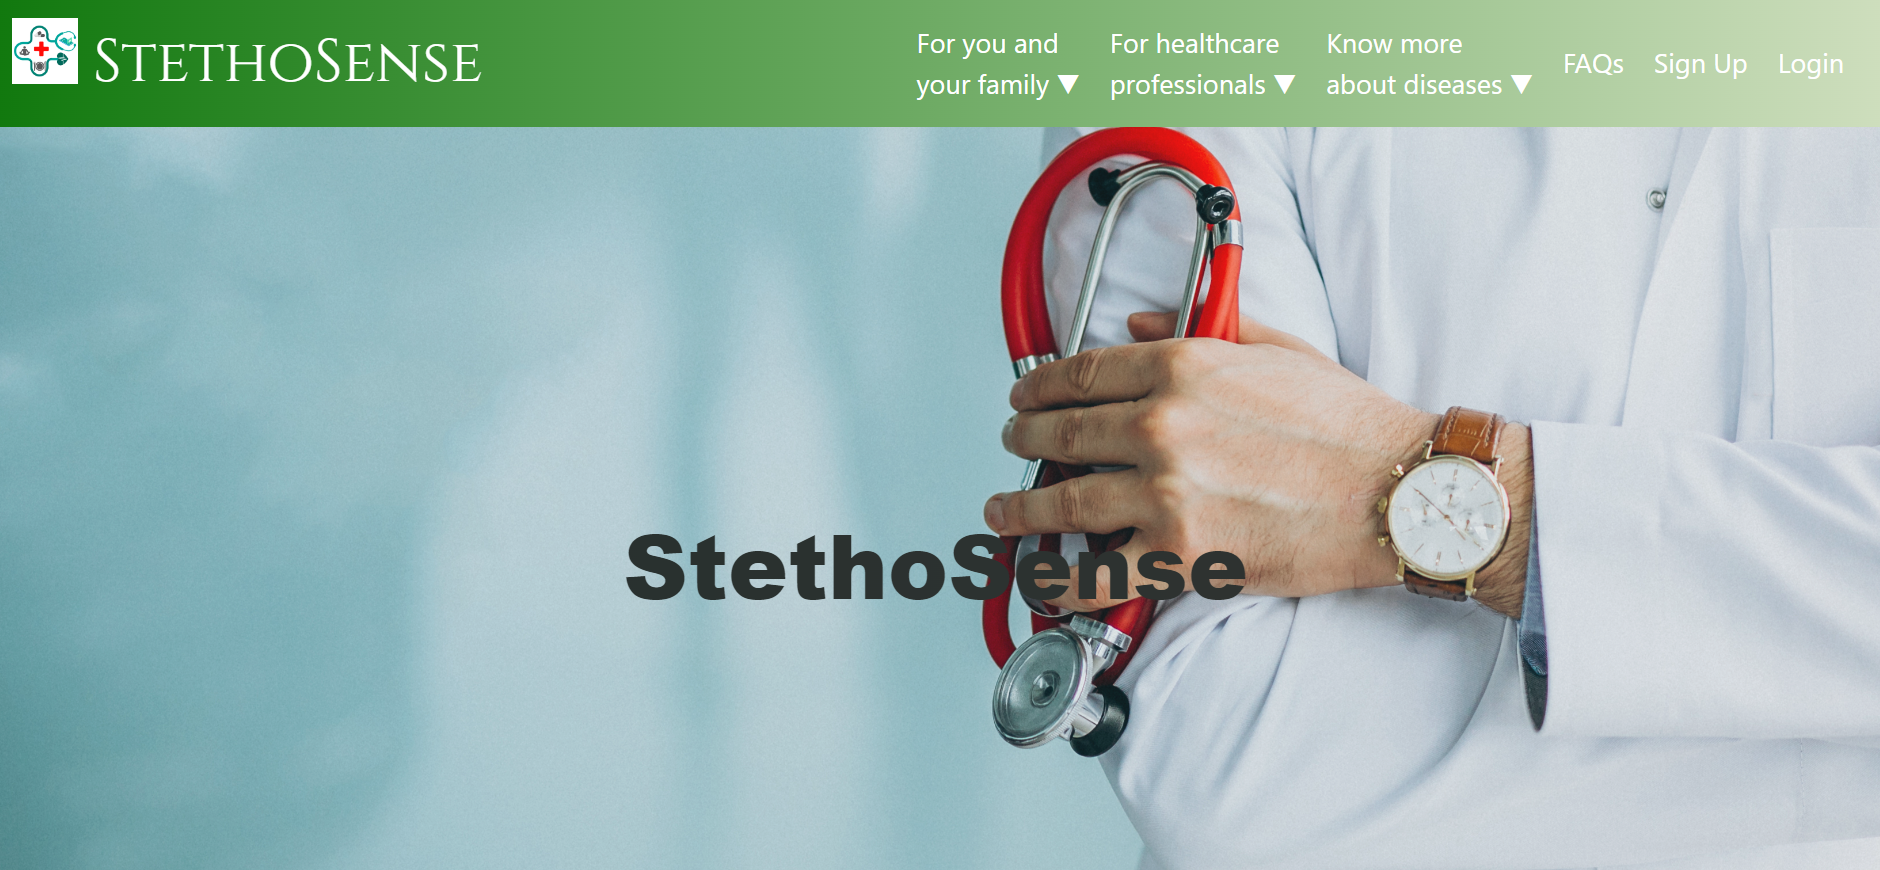 StethoSense
For you and
your family ▼
For healthcare
professionals ▼
Know more
about diseases ▼
FAQs
Sign Up
Login
StethoSense